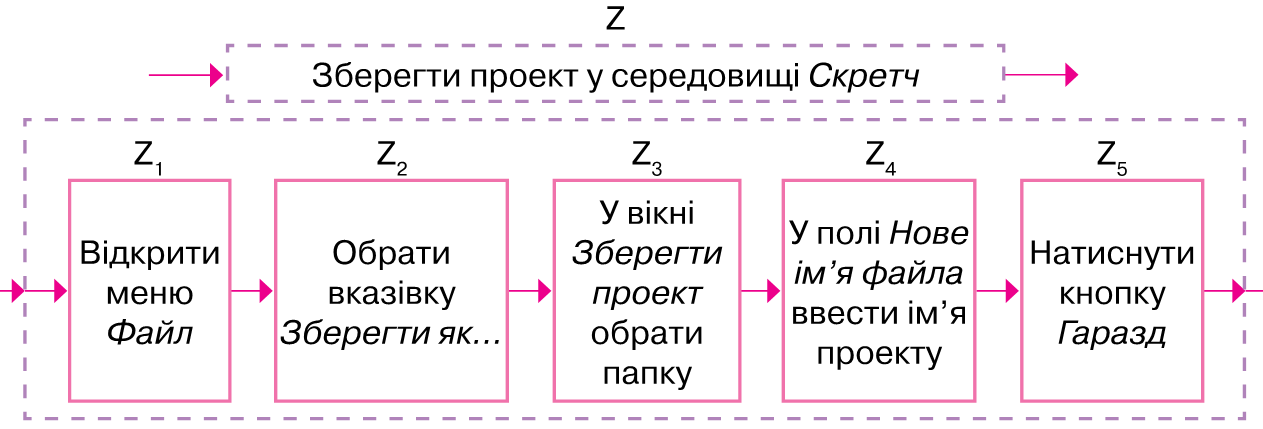 Z
Зберегти проект у середовищі Скретч
Z1
Відкрити
меню
Файл
Z2
Обрати
вказівку
Зберегти як...
Z3
У вікні
Зберегти
проект
обрати
папку
Z4
У полі Нове
ім’я файла
ввести ім’я
проекту
Z5
Натиснути
кнопку
Гаразд